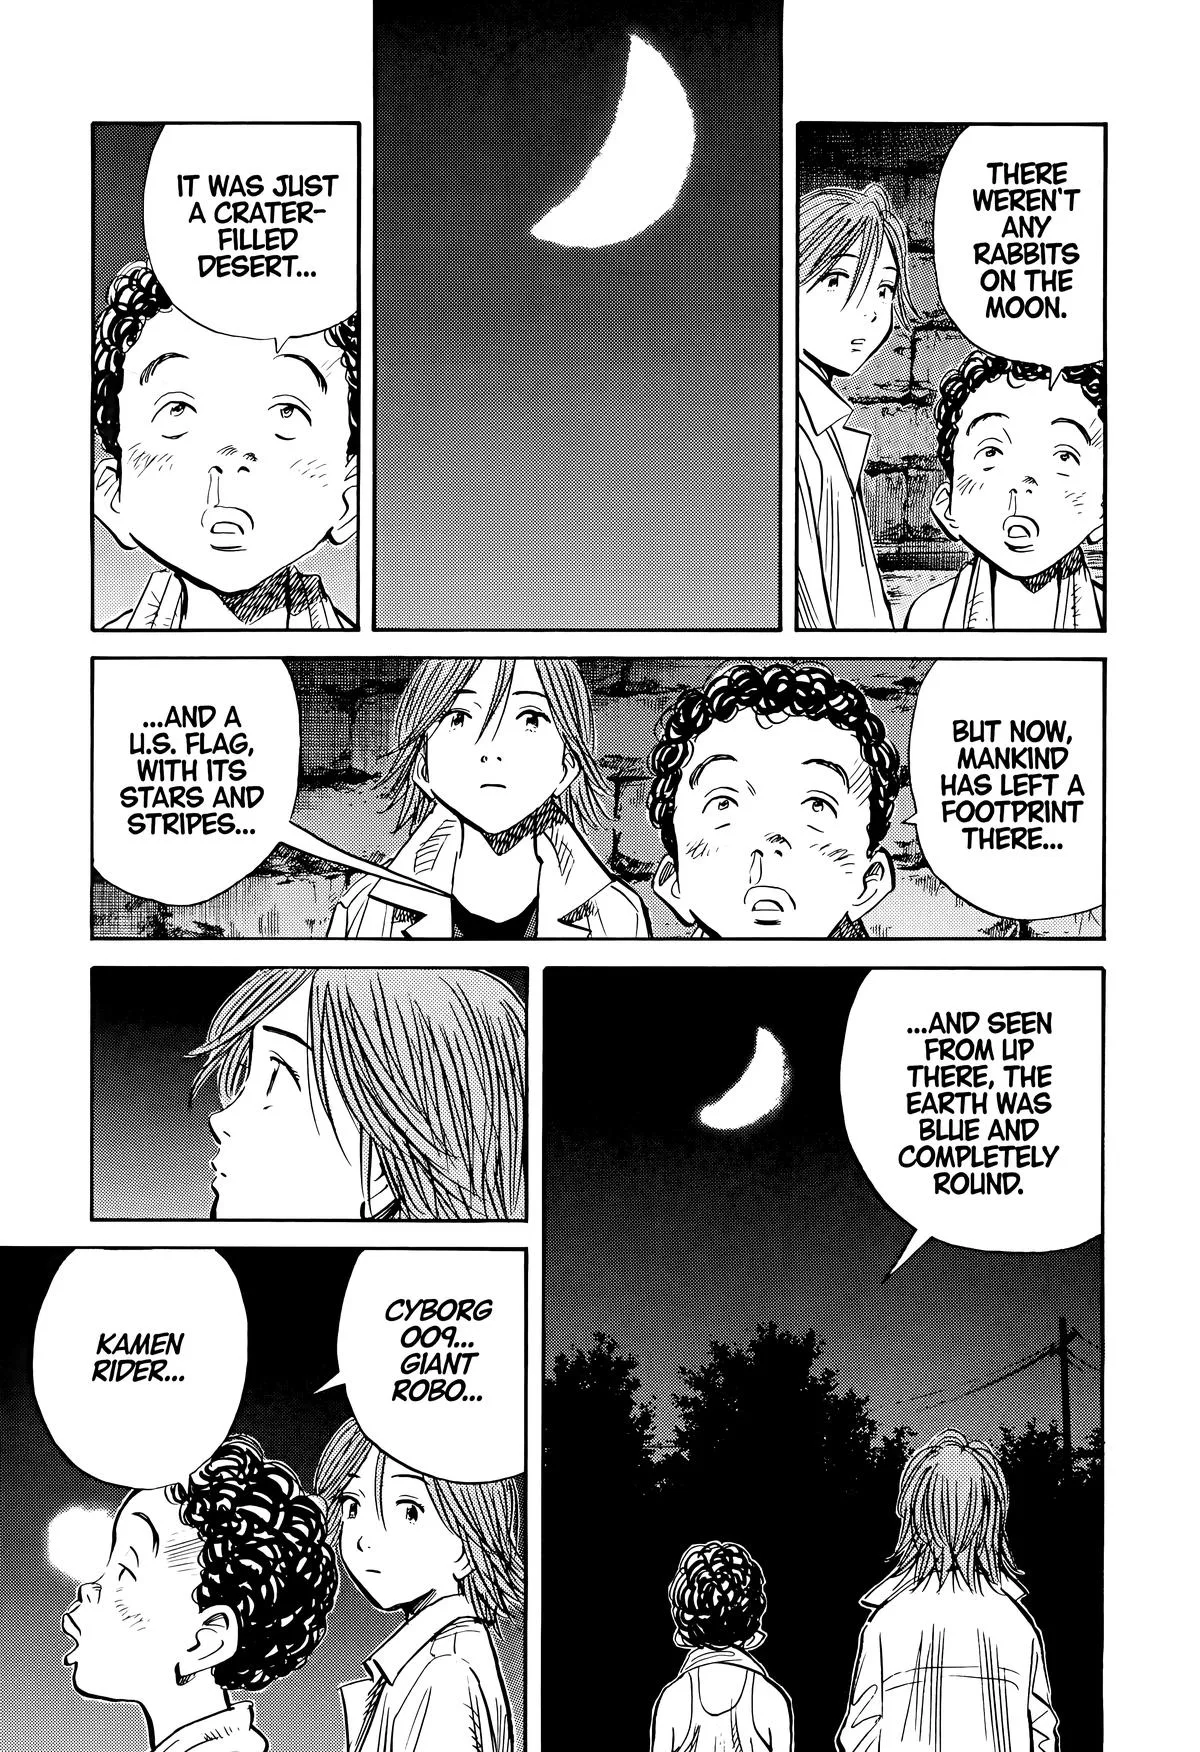 THERE
WEREN'T
ANY
RABBITS
ON THE
MOON.
IT WAS JUST
A CRATER-
FILLED
DESERT...
BUT NOW,
MANKIND
HAS LEFT A
FOOTPRINT
THERE...
...AND A
U.S. FLAG,
WITH ITS
STARS AND
STRIPES...
...AND SEEN
FROM UP
THERE, THE
EARTH WAS
BLUE AND
COMPLETELY
ROUND.
CYBORG
009...
GIANT
ROBO...
KAMEN
RIDER...